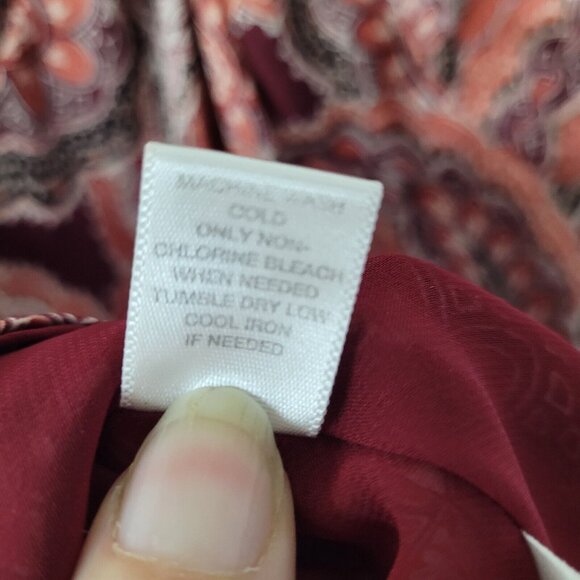 MACHINE WASH
COLD
ONLY NON-
CHLORINE BLEACH
WHEN NEEDED
TUMBLE DRY LOW
COOL IRON
IF NEEDED